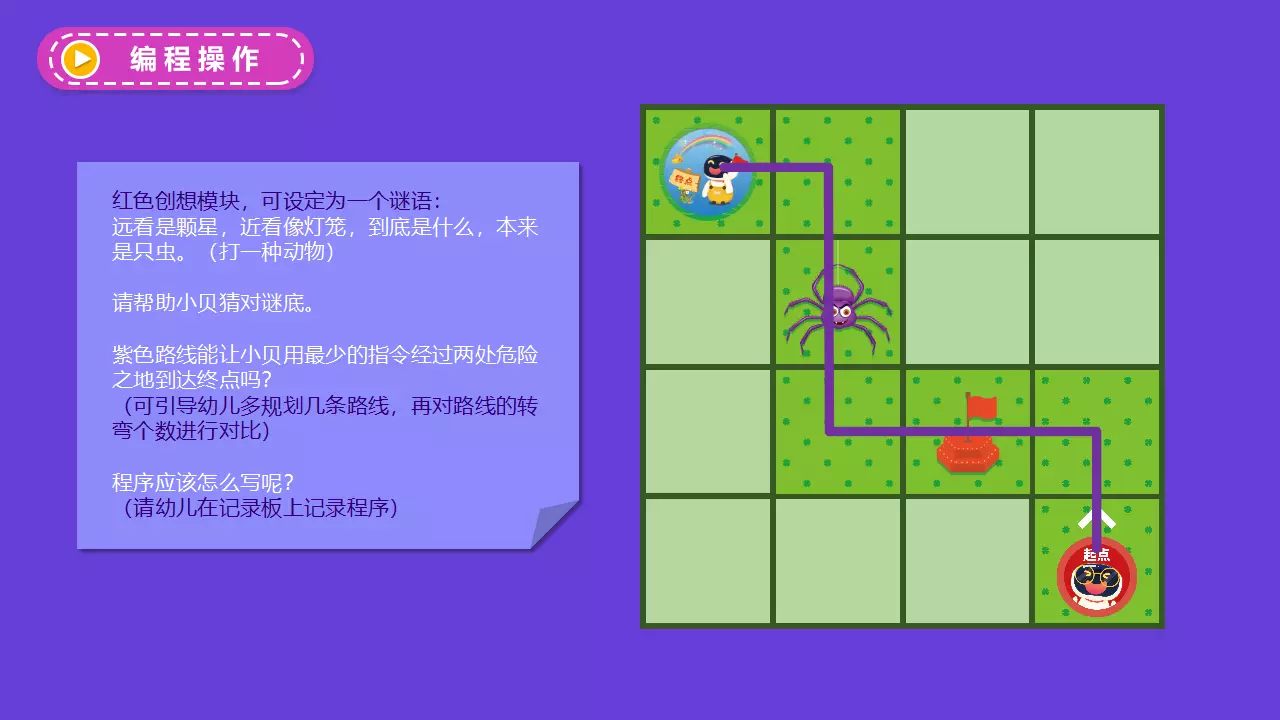 编程操作
红色创想模块，可设定为一个谜语：
远看是颗星，近看像灯笼，到底是什么，本来
是只虫。（打一种动物）
请帮助小贝猜对谜底。
紫色路线能让小贝用最少的指令经过两处危险
之地到达终点吗？
（可引导幼儿多规划几条路线，再对路线的转
弯个数进行对比）
程序应该怎么写呢？
（请幼儿在记录板上记录程序）
终点
起点